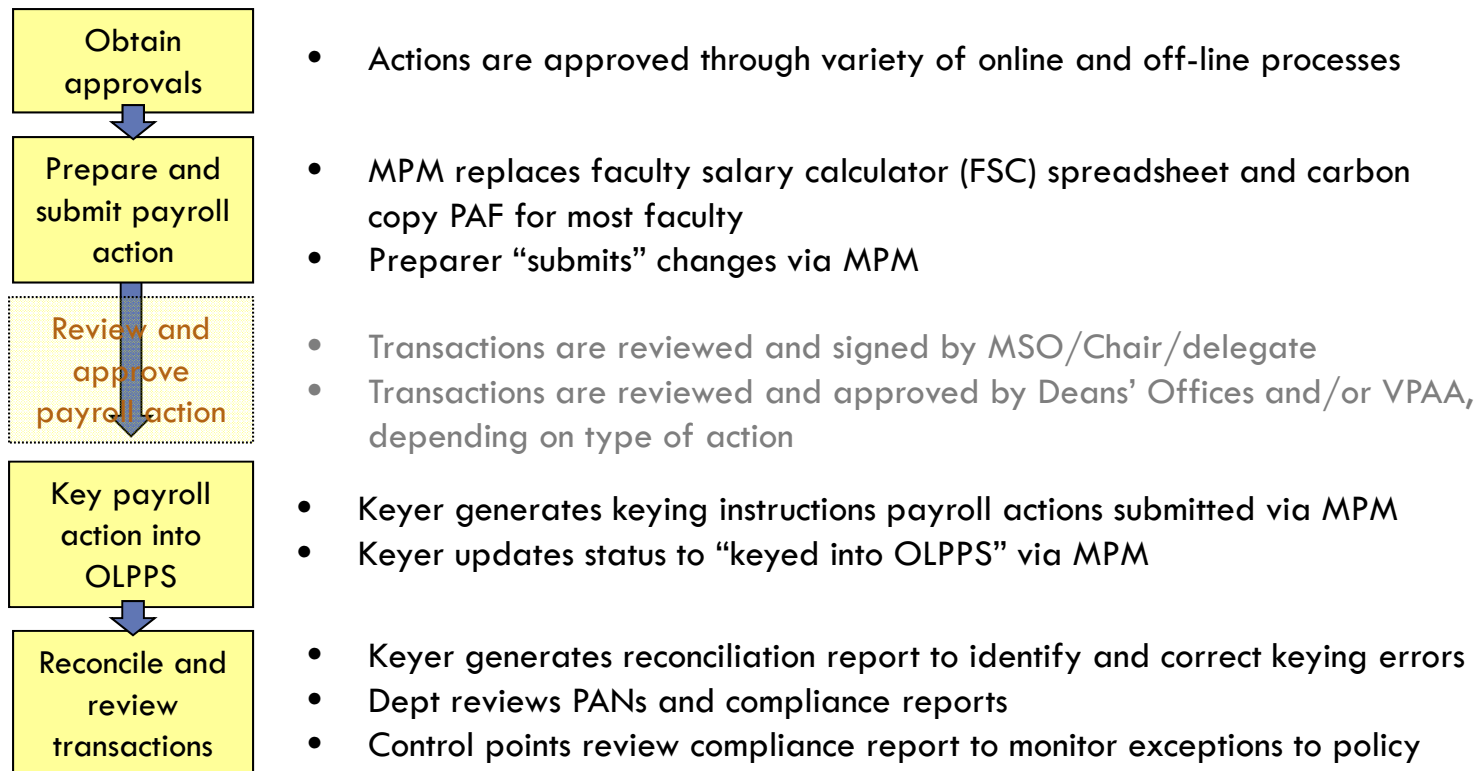 Obtain
approvals
• Actions are approved through variety of online and off-line processes
Prepare and
submit payroll
action
• MPM replaces faculty salary calculator (FSC) spreadsheet and carbon
copy PAF for most faculty
• Preparer “submits” changes via MPM
Review and
approve
payroll action
• Transactions are reviewed and signed by MSO/Chair/delegate
• Transactions are reviewed and approved by Deans’ Offices and/or VPAA,
depending on type of action
Key payroll
action into
OLPPS
• Keyer generates keying instructions payroll actions submitted via MPM
• Keyer updates status to “keyed into OLPPS” via MPM
Reconcile and
review
transactions
• Keyer generates reconciliation report to identify and correct keying errors
• Dept reviews PANs and compliance reports
• Control points review compliance report to monitor exceptions to policy